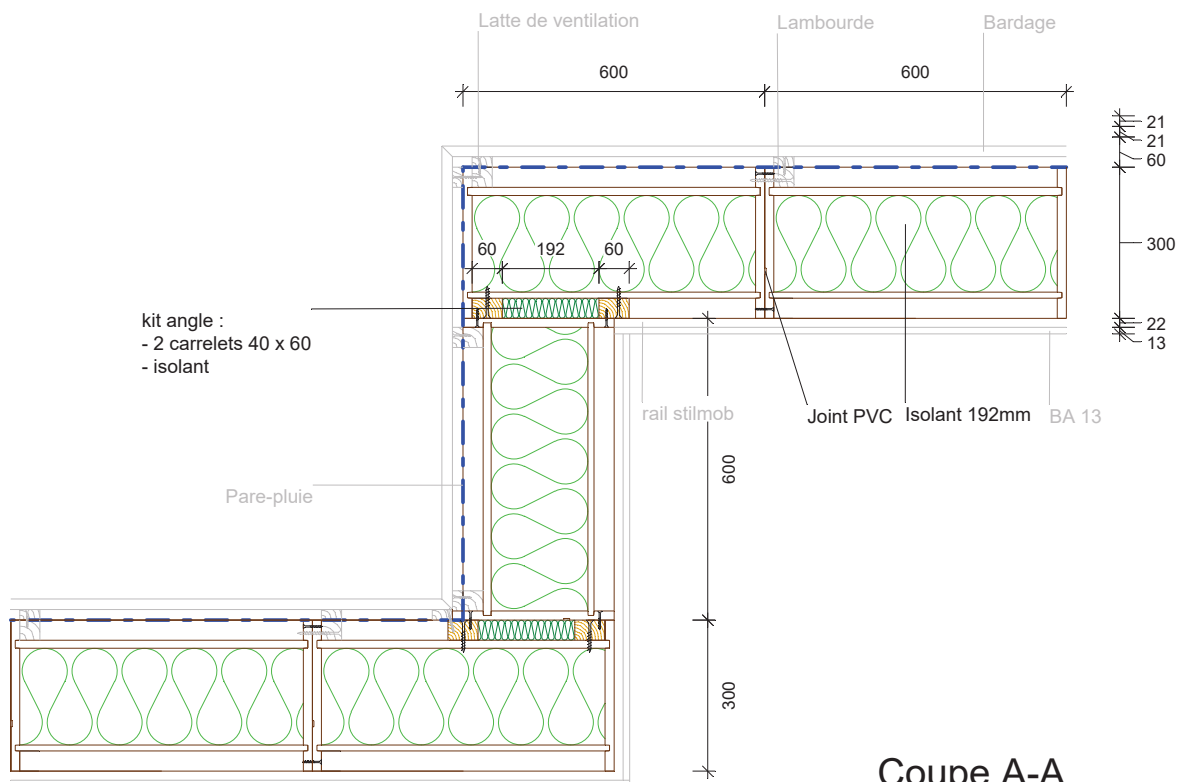 Latte de ventilation
Lambourde
Bardage
600
600
21
21
60
300
22
13
60
192
60
kit angle :
- 2 carrelets 40 x 60
- isolant
rail stilmob
Joint PVC
Isolant 192mm
BA 13
600
Pare-pluie
300
Coupe A-A